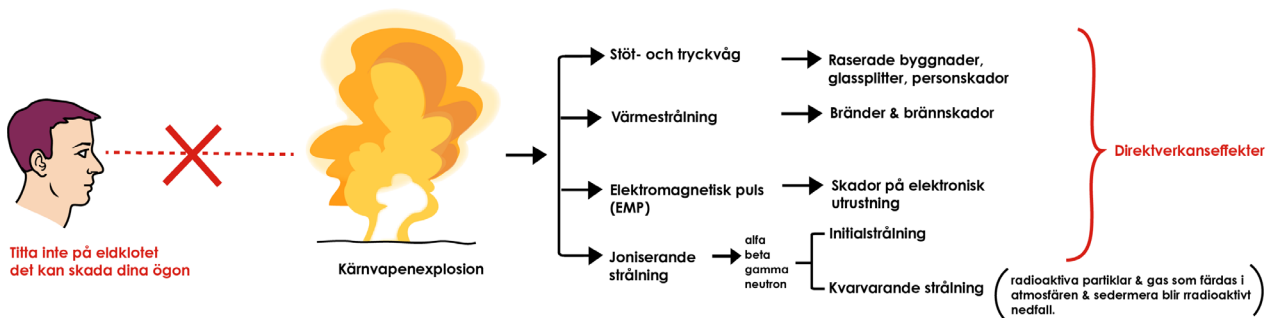 Titta inte på eldklotet
det kan skada dina ögon
Kärnvapenexplosion
Stöt- och tryckvåg
Raserade byggnader,
glassplitter, personskador
Värmestrålning
Bränder & brännskador
Elektromagnetisk puls
(EMP)
Skador på elektronisk
utrustning
Joniserande
strålning
alfa
beta
gamma
neutron
Initialstrålning
Kvarvarande strålning
(radioaktiva partiklar & gas som färdas i
atmosfären & sedermera blir rradioaktivt
nedfall.)
Direktverkanseffekter